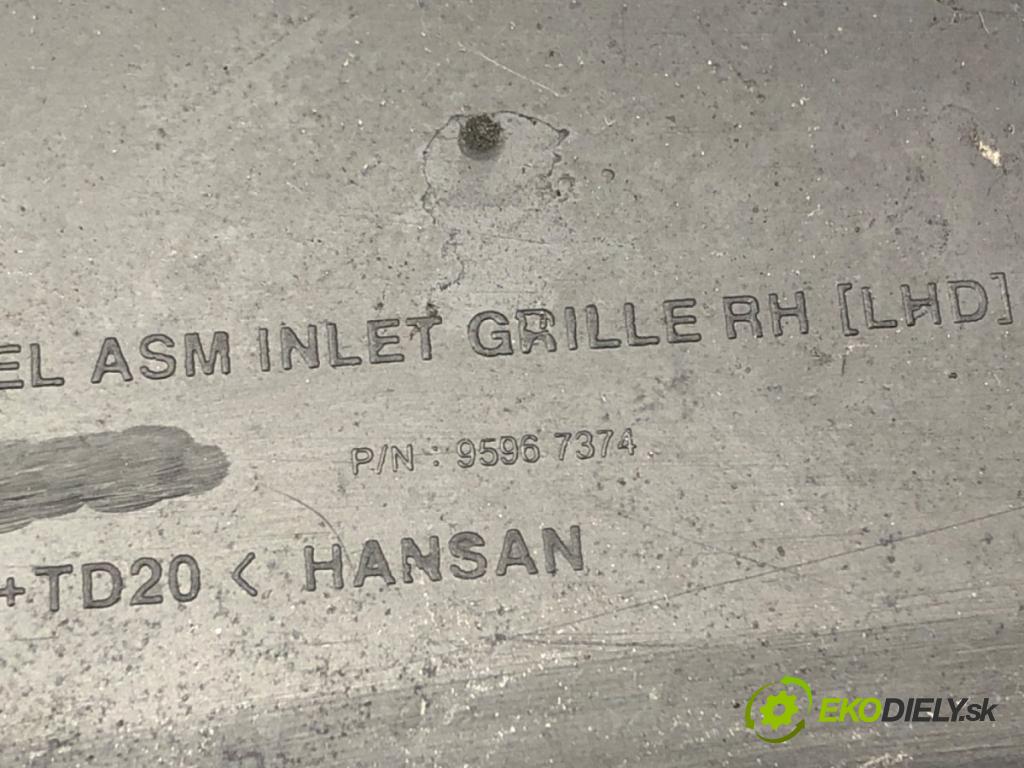 EL ASM INLET GRILLE RH [LHD]
P/N : 9596 7374
+TD20 < HANSAN
EKODIELY.sk